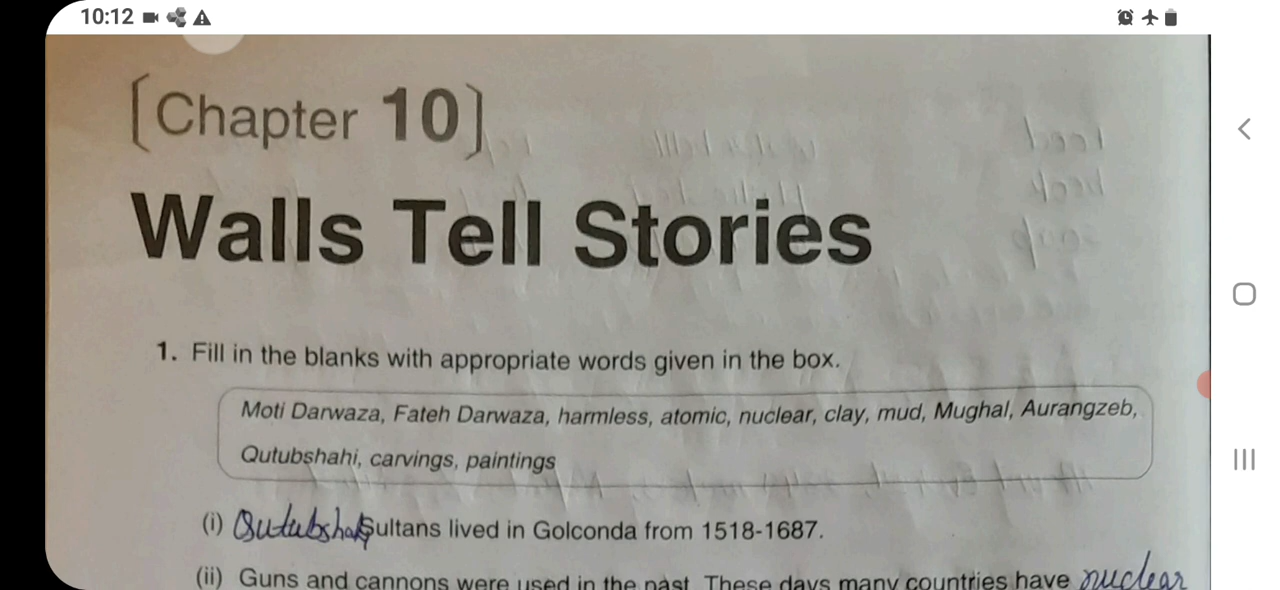 10:12
[Chapter 10]
Walls Tell Stories
1. Fill in the blanks with appropriate words given in the box.
Moti Darwaza, Fateh Darwaza, harmless, atomic, nuclear, clay, mud, Mughal, Aurangzeb,
Qutubshahi, carvings, paintings
(i) Qutubshahi Sultans lived in Golconda from 1518-1687.
(ii) Guns and cannons were used in the past. These days many countries have nuclear